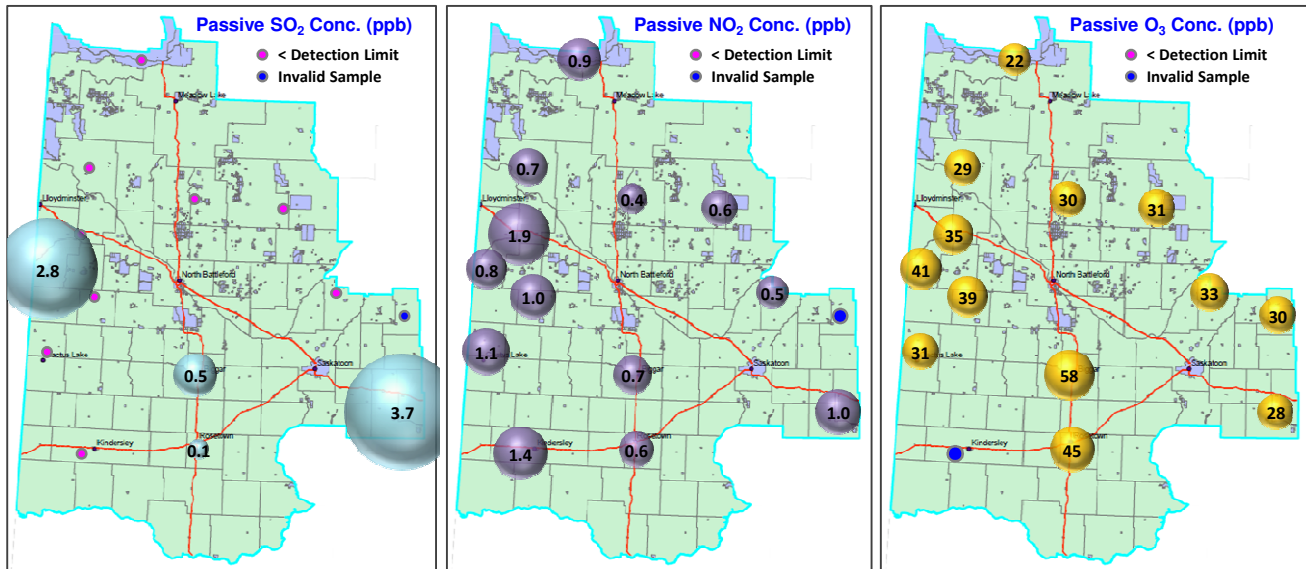 Passive SO₂ Conc. (ppb)
< Detection Limit
Invalid Sample
Meadow Lake
Lloydminster
2.8
North Battleford
Saskatoon
0.5
3.7
0.1
Kindersley
Passive NO₂ Conc. (ppb)
< Detection Limit
Invalid Sample
0.9
Meadow Lake
0.7
0.4
0.6
Lloydminster
1.9
0.8
North Battleford
1.0
0.5
1.1
0.7
Saskatoon
1.0
1.4
0.6
Passive O₃ Conc. (ppb)
< Detection Limit
Invalid Sample
22
Meadow Lake
29
30
31
Lloydminster
35
41
North Battleford
39
33
30
31
58
Saskatoon
28
Kindersley
45